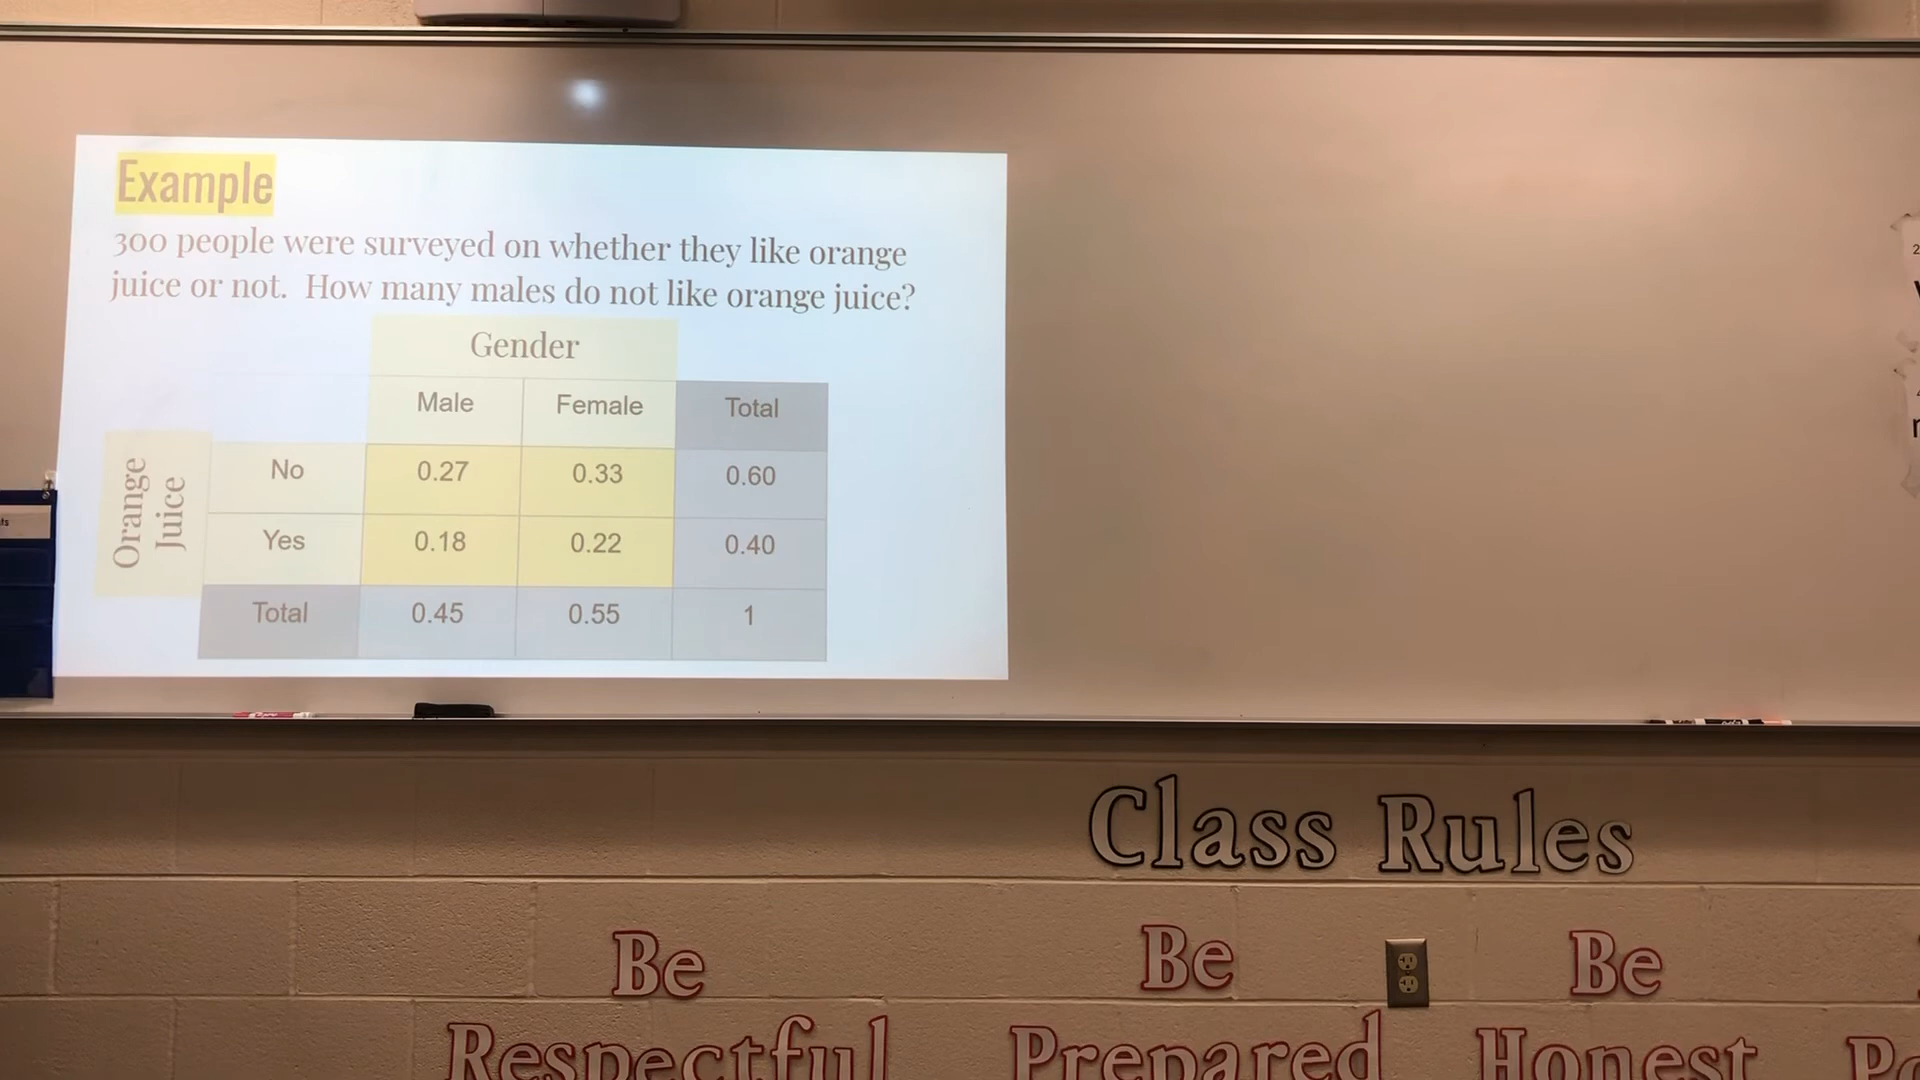 Example
300 people were surveyed on whether they like orange
juice or not. How many males do not like orange juice?
Gender
Male Female Total
Orange
Juice
No 0.27 0.33 0.60
Yes 0.18 0.22 0.40
Total 0.45 0.55 1
Class Rules
Be Be Be
Respectful Prepared Honest